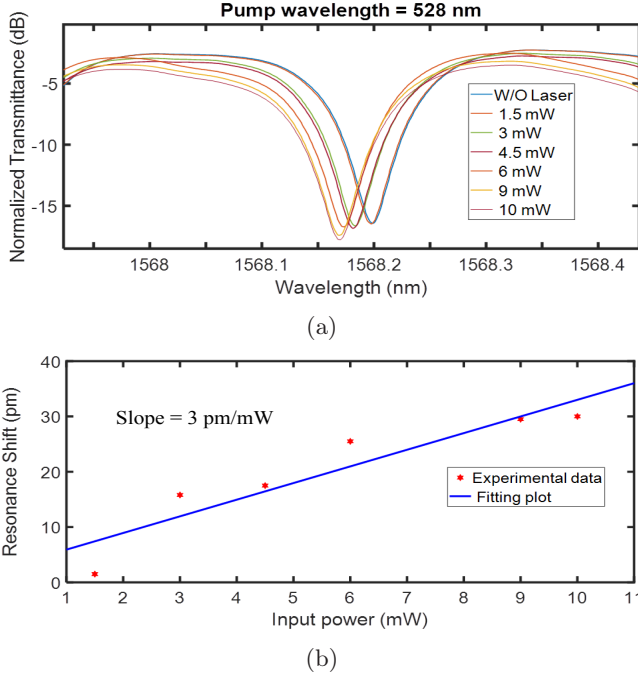 Pump wavelength = 528 nm
Normalized Transmittance (dB)
-5
-10
-15
W/O Laser
1.5 mW
3 mW
4.5 mW
6 mW
9 mW
10 mW
1568
1568.1
1568.2
1568.3
1568.4
Wavelength (nm)
(a)
Resonance Shift (pm)
40
30
20
10
0
Slope = 3 pm/mW
Experimental data
Fitting plot
1
2
3
4
5
6
7
8
9
10
11
Input power (mW)
(b)